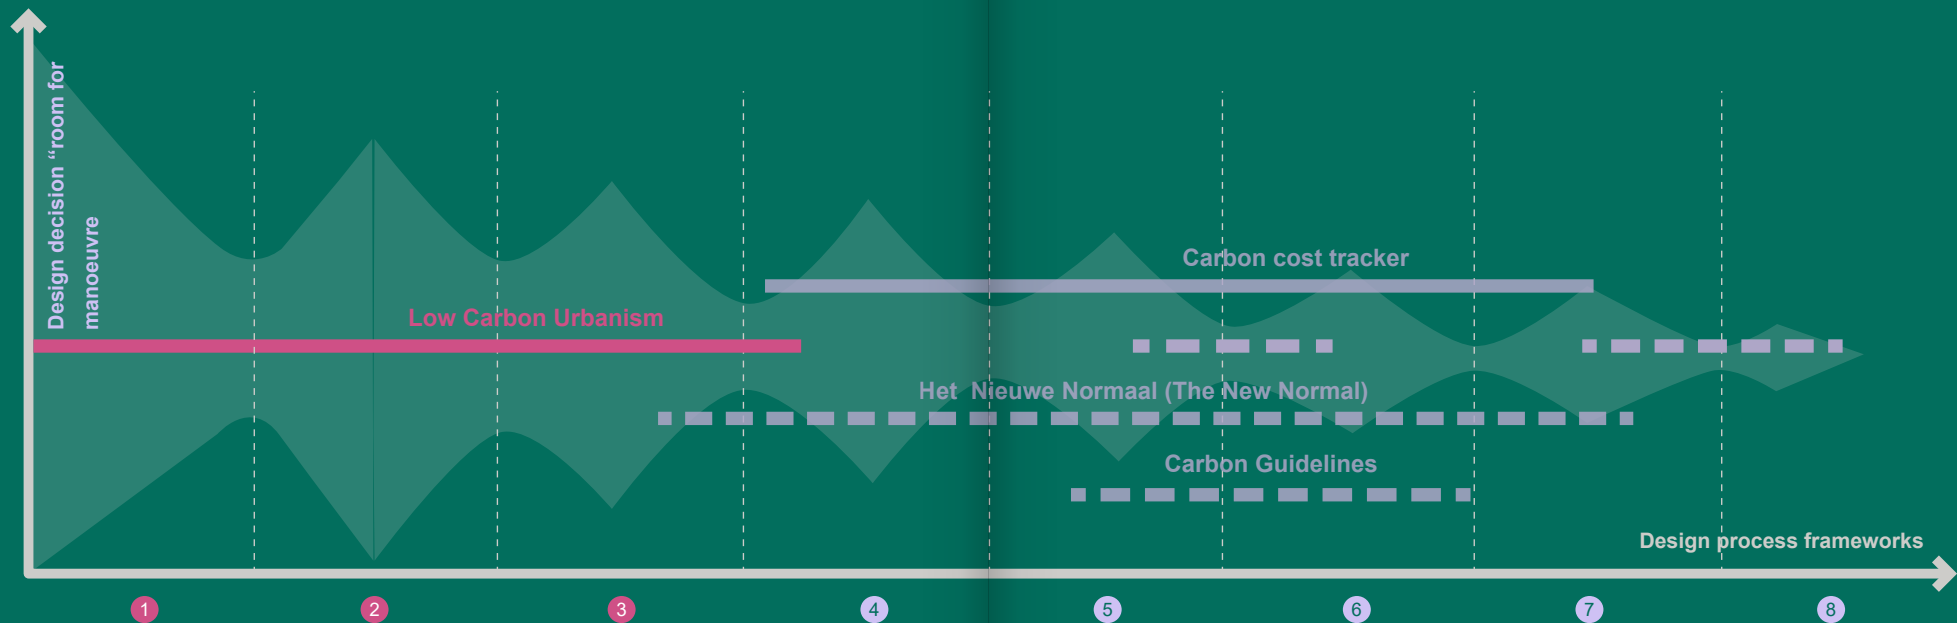 Design decision “room for
manoeuvre
Carbon cost tracker
Low Carbon Urbanism
Het Nieuwe Normaal (The New Normal)
Carbon Guidelines
Design process frameworks
1 2 3 4 5 6 7 8